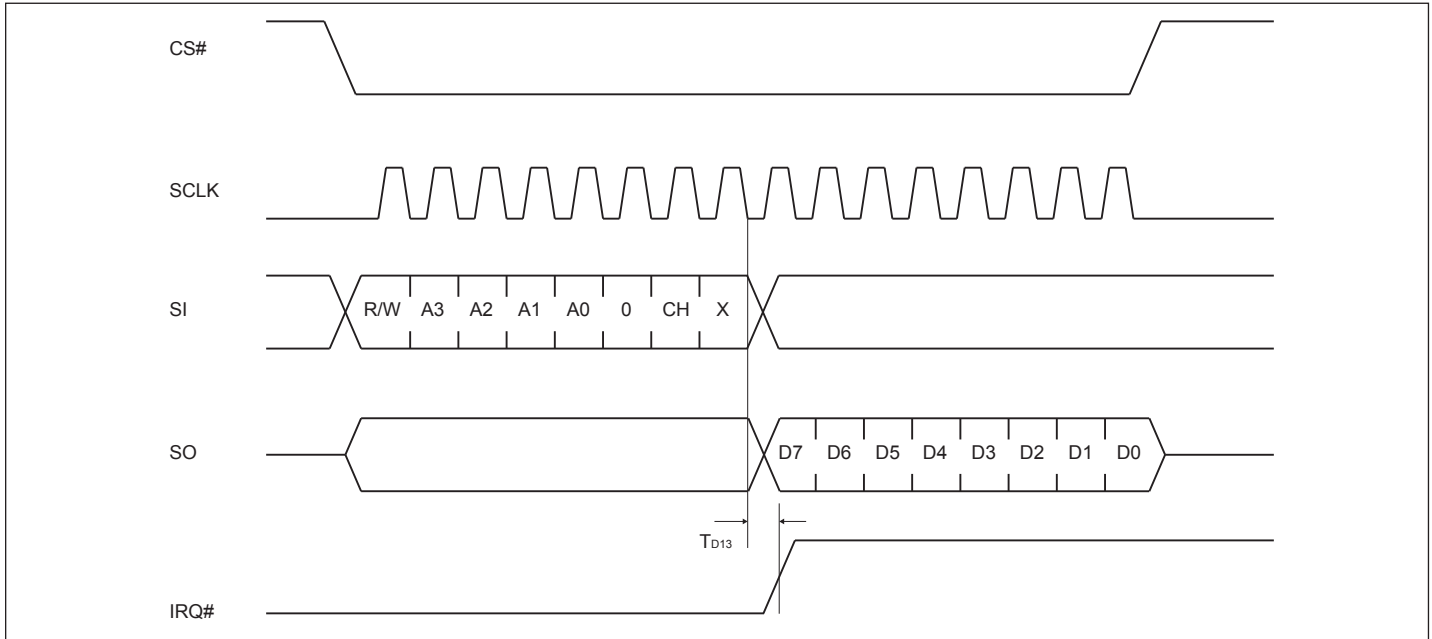 CS#
SCLK
SI
R/W A3 A2 A1 A0 0 CH X
SO
D7 D6 D5 D4 D3 D2 D1 D0
TD13
IRQ#